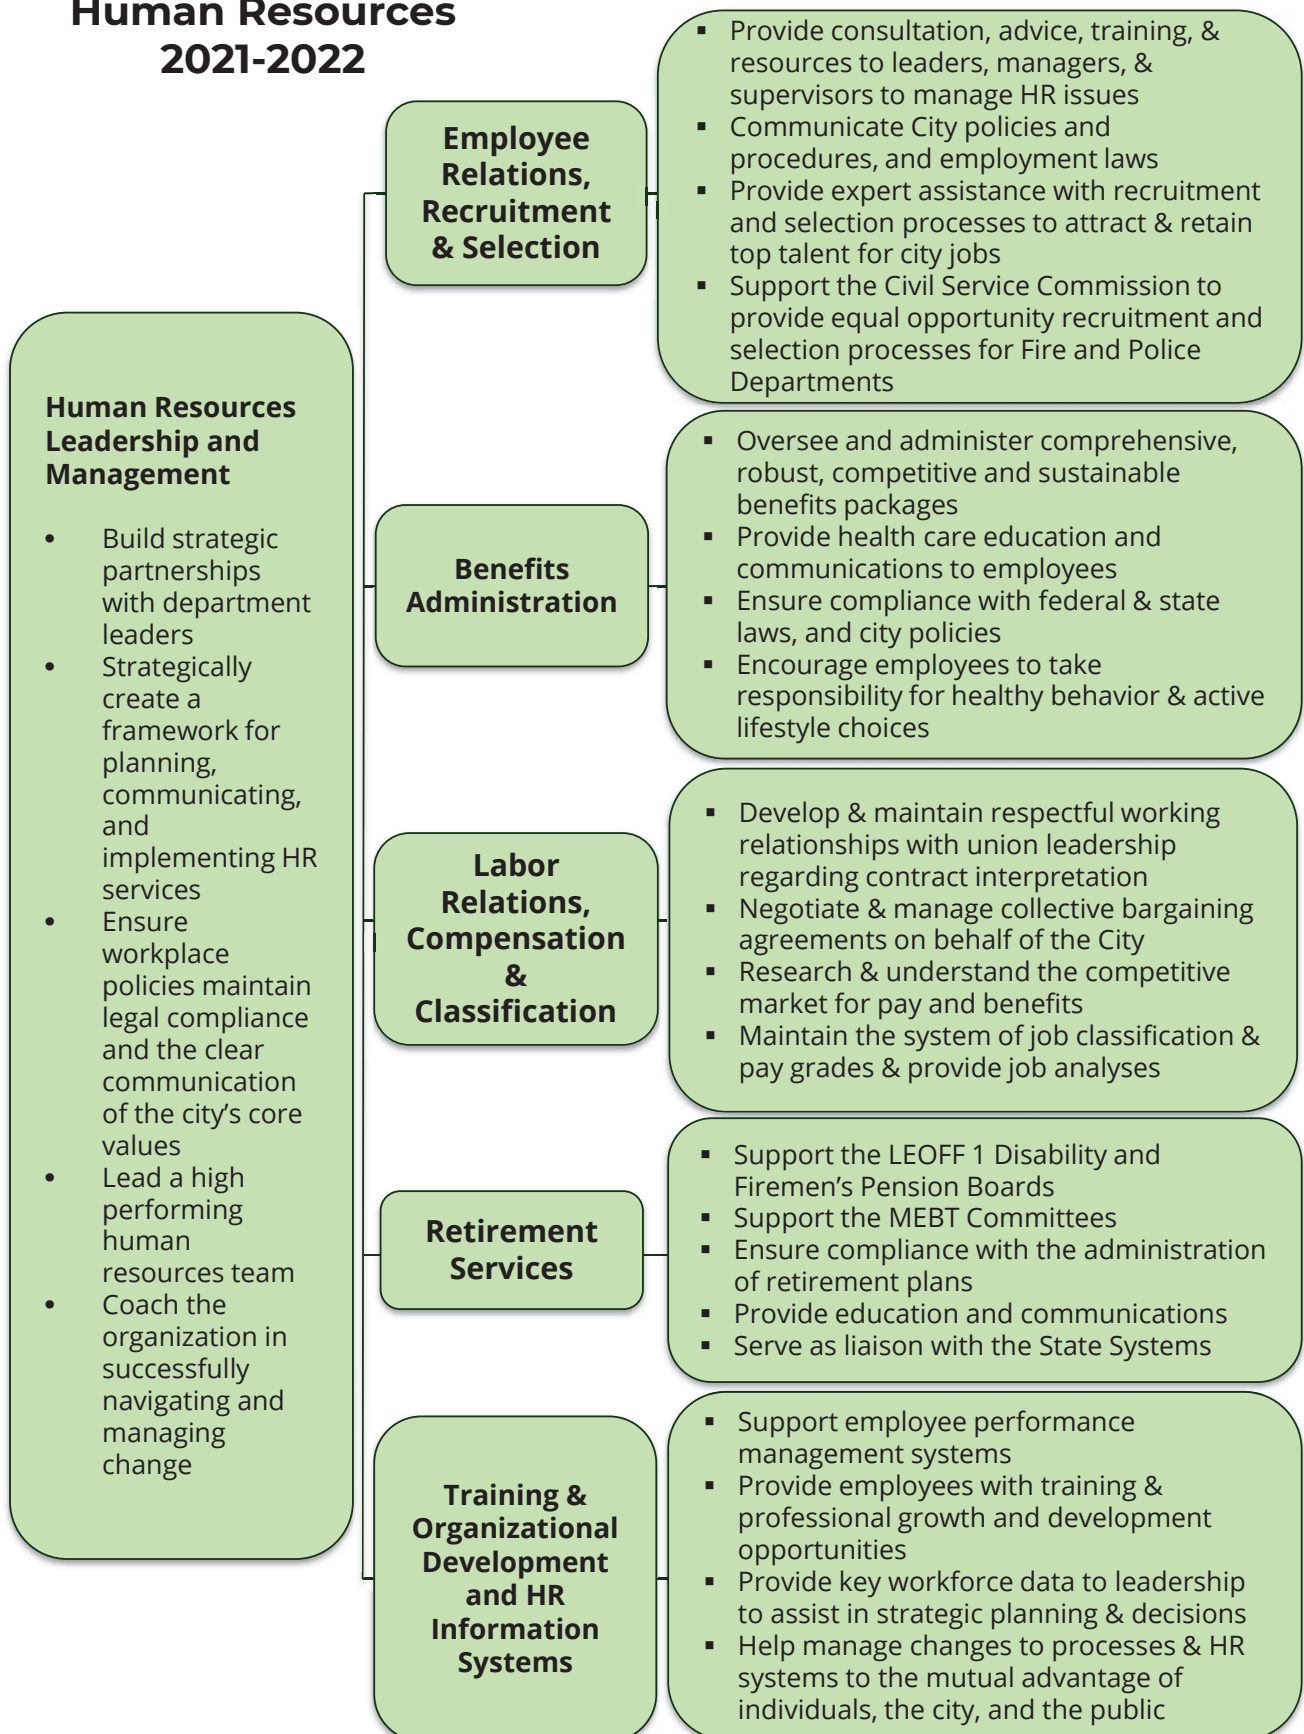 Human Resources
2021-2022
Human Resources
Leadership and
Management
• Build strategic
partnerships
with department
leaders
• Strategically
create a
framework for
planning,
communicating,
and
implementing HR
services
• Ensure
workplace
policies maintain
legal compliance
and the clear
communication
of the city’s core
values
• Lead a high
performing
human
resources team
• Coach the
organization in
successfully
navigating and
managing
change
Employee
Relations,
Recruitment
& Selection
▪ Provide consultation, advice, training, &
resources to leaders, managers, &
supervisors to manage HR issues
▪ Communicate City policies and
procedures, and employment laws
▪ Provide expert assistance with recruitment
and selection processes to attract & retain
top talent for city jobs
▪ Support the Civil Service Commission to
provide equal opportunity recruitment and
selection processes for Fire and Police
Departments
Benefits
Administration
▪ Oversee and administer comprehensive,
robust, competitive and sustainable
benefits packages
▪ Provide health care education and
communications to employees
▪ Ensure compliance with federal & state
laws, and city policies
▪ Encourage employees to take
responsibility for healthy behavior & active
lifestyle choices
Labor
Relations,
Compensation
&
Classification
▪ Develop & maintain respectful working
relationships with union leadership
regarding contract interpretation
▪ Negotiate & manage collective bargaining
agreements on behalf of the City
▪ Research & understand the competitive
market for pay and benefits
▪ Maintain the system of job classification &
pay grades & provide job analyses
Retirement
Services
▪ Support the LEOFF 1 Disability and
Firemen’s Pension Boards
▪ Support the MEBT Committees
▪ Ensure compliance with the administration
of retirement plans
▪ Provide education and communications
▪ Serve as liaison with the State Systems
Training &
Organizational
Development
and HR
Information
Systems
▪ Support employee performance
management systems
▪ Provide employees with training &
professional growth and development
opportunities
▪ Provide key workforce data to leadership
to assist in strategic planning & decisions
▪ Help manage changes to processes & HR
systems to the mutual advantage of
individuals, the city, and the public